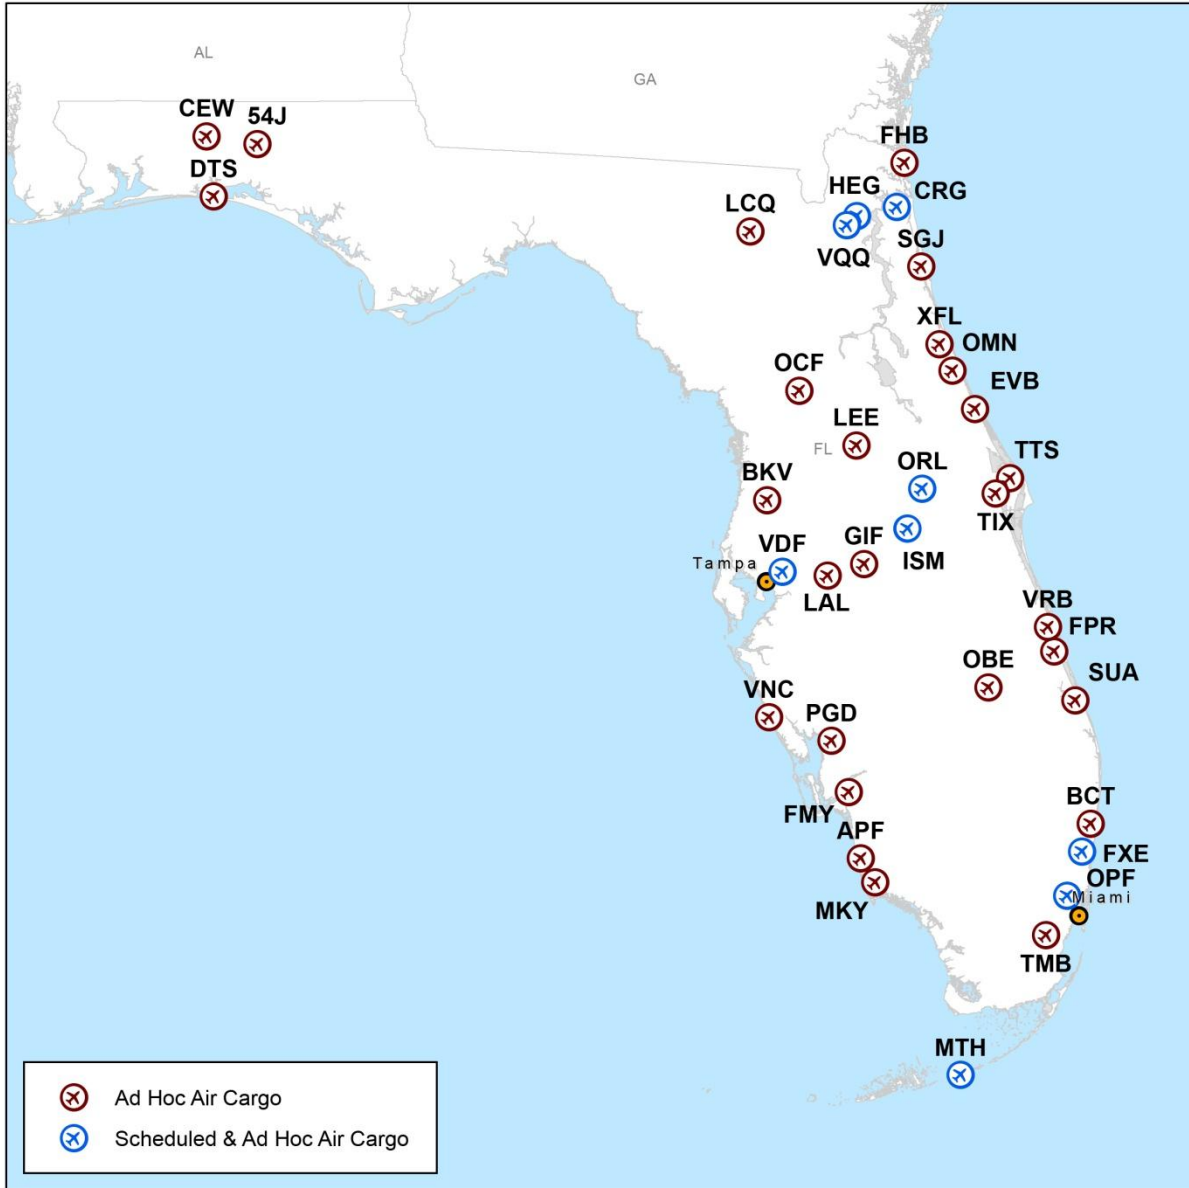 AL
GA
CEW
54J
DTS
FHB
HEG
CRG
LCQ
VQQ
SGJ
XFL
OMN
OCF
EVB
LEE
FL
ORL
TTS
BKV
TIX
VDF
GIF
ISM
Tampa
LAL
VRB
FPR
OBE
SUA
VNC
PGD
BCT
FMY
APF
FXE
OPF
Miami
MKY
TMB
MTH
Ad Hoc Air Cargo
Scheduled & Ad Hoc Air Cargo